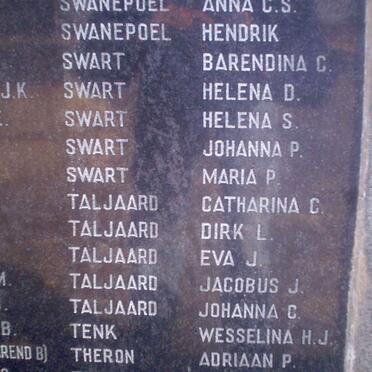 SWANEPOEL ANNA C.S.
SWANEPOEL HENDRIK
SWART BARENDINA C.
J.K. SWART HELENA D.
SWART HELENA S.
SWART JOHANNA P.
SWART MARIA P.
TALJAARD CATHARINA C.
TALJAARD DIRK L.
TALJAARD EVA J.
M. TALJAARD JACOBUS J.
TALJAARD JOHANNA C.
B. TENK WESSELINA H.J.
REND B) THERON ADRIAAN P.